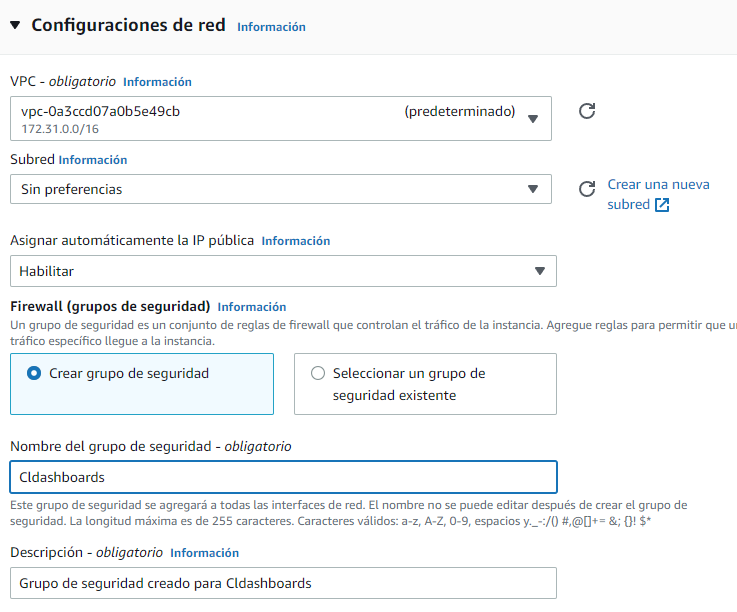 Configuraciones de red Información
VPC - obligatorio Información
vpc-0a3ccd07a0b5e49cb (predeterminado)
172.31.0.0/16
Subred Información
Sin preferencias
Crear una nueva
subred
Asignar automáticamente la IP pública Información
Habilitar
Firewall (grupos de seguridad) Información
Un grupo de seguridad es un conjunto de reglas de firewall que controlan el tráfico de la instancia. Agregue reglas para permitir que
tráfico específico llegue a la instancia.
Crear grupo de seguridad
Seleccionar un grupo de
seguridad existente
Nombre del grupo de seguridad - obligatorio
Cldashboards
Este grupo de seguridad se agregará a todas las interfaces de red. El nombre no se puede editar después de crear el grupo de
seguridad. La longitud máxima es de 255 caracteres. Caracteres válidos: a-z, A-Z, 0-9, espacios y._-:/() #,@[]+= &; {}! $*
Descripción - obligatorio Información
Grupo de seguridad creado para Cldashboards